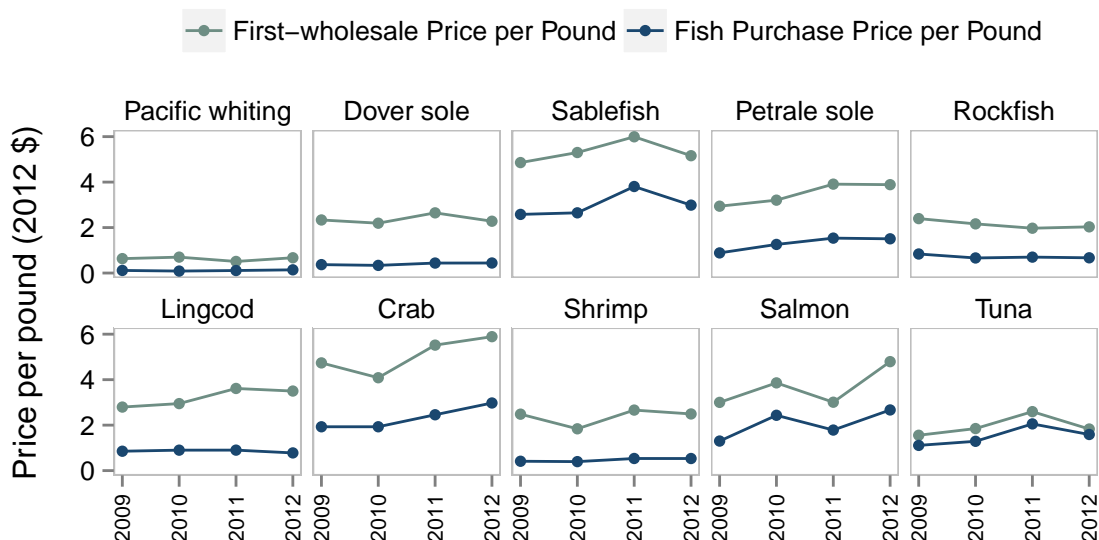 First−wholesale Price per Pound Fish Purchase Price per Pound
Price per pound (2012 $)
Pacific whiting Dover sole Sablefish Petrale sole Rockfish
6
4
2
0
Lingcod Crab Shrimp Salmon Tuna
6
4
2
0
2009 2010 2011 2012 2009 2010 2011 2012 2009 2010 2011 2012 2009 2010 2011 2012 2009 2010 2011 2012